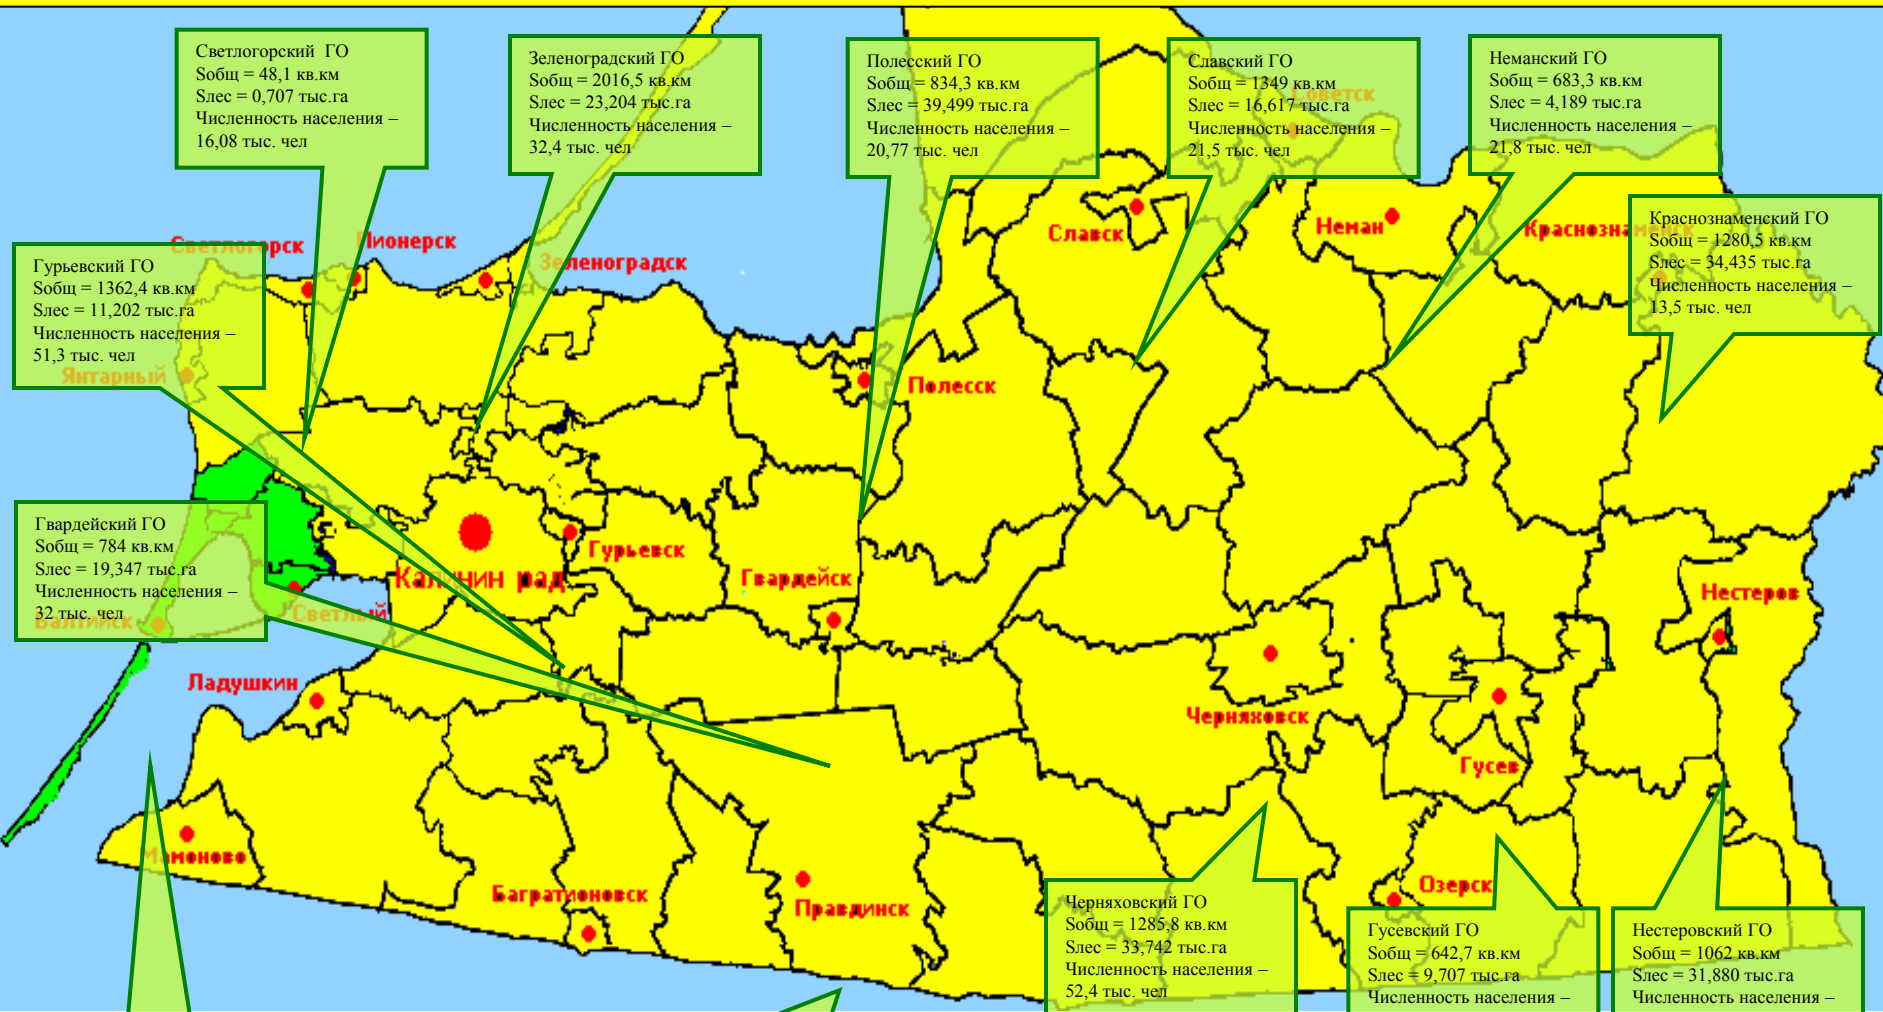 Светлогорский ГО
Sобщ = 48,1 кв.км
Sлес = 0,707 тыс.га
Численность населения –
16,08 тыс. чел
Зеленоградский ГО
Sобщ = 2016,5 кв.км
Sлес = 23,204 тыс.га
Численность населения –
32,4 тыс. чел
Полесский ГО
Sобщ = 834,3 кв.км
Sлес = 39,499 тыс.га
Численность населения –
20,77 тыс. чел
Славский ГО
Sобщ = 1349 кв.км
Sлес = 16,617 тыс.га
Численность населения –
21,5 тыс. чел
Неманский ГО
Sобщ = 683,3 кв.км
Sлес = 4,189 тыс.га
Численность населения –
21,8 тыс. чел
Краснознаменский ГО
Sобщ = 1280,5 кв.км
Sлес = 34,435 тыс.га
Численность населения –
13,5 тыс. чел
Гурьевский ГО
Sобщ = 1362,4 кв.км
Sлес = 11,202 тыс.га
Численность населения –
51,3 тыс. чел
Гвардейский ГО
Sобщ = 784 кв.км
Sлес = 19,347 тыс.га
Численность населения –
32 тыс. чел
Черняховский ГО
Sобщ = 1285,8 кв.км
Sлес = 33,742 тыс.га
Численность населения –
52,4 тыс. чел
Гусевский ГО
Sобщ = 642,7 кв.км
Sлес = 9,707 тыс.га
Численность населения –
Нестеровский ГО
Sобщ = 1062 кв.км
Sлес = 31,880 тыс.га
Численность населения –
Советск
Светлогорск
Пионерск
Зеленоградск
Славск
Неман
Краснознаменск
Янтарный
Полесск
Калинин рад
Гурьевск
Гвардейск
Нестеров
Балтийск
Светлый
Ладушкин
Черняховск
Гусев
Мамоново
Багратионовск
Правдинск
Озерск